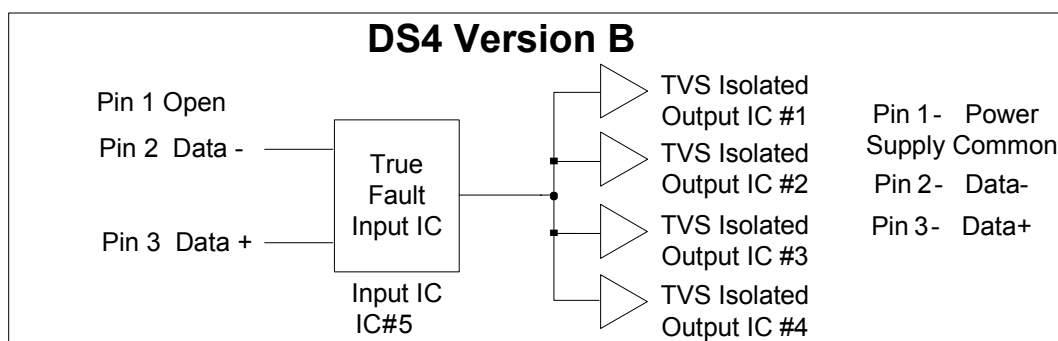 DS4 Version B
Pin 1 Open
Pin 2 Data -
Pin 3 Data +
True
Fault
Input IC
Input IC
IC#5
TVS Isolated
Output IC #1
TVS Isolated
Output IC #2
TVS Isolated
Output IC #3
TVS Isolated
Output IC #4
Pin 1- Power
Supply Common
Pin 2- Data-
Pin 3- Data+